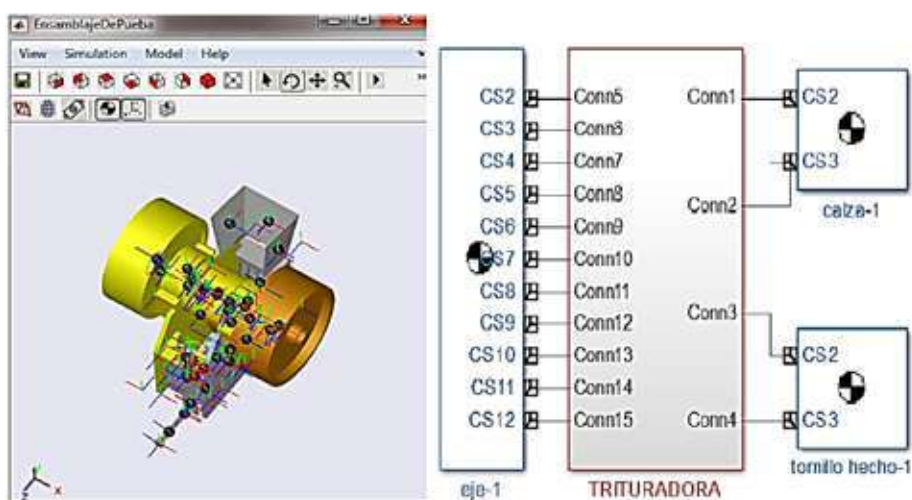 EnsamblajeDePueba
View Simulation Model Help
CS2
CS3
CS4
CS5
CS6
CS7
CS8
CS9
CS10
CS11
CS12
eje-1
Conn5
Conn6
Conn7
Conn8
Conn9
Conn10
Conn11
Conn12
Conn13
Conn14
Conn15
Conn1
Conn2
Conn3
Conn4
TRITURADORA
CS2
CS3
calza-1
CS2
CS3
tornillo hecho-1
Y
X
Z